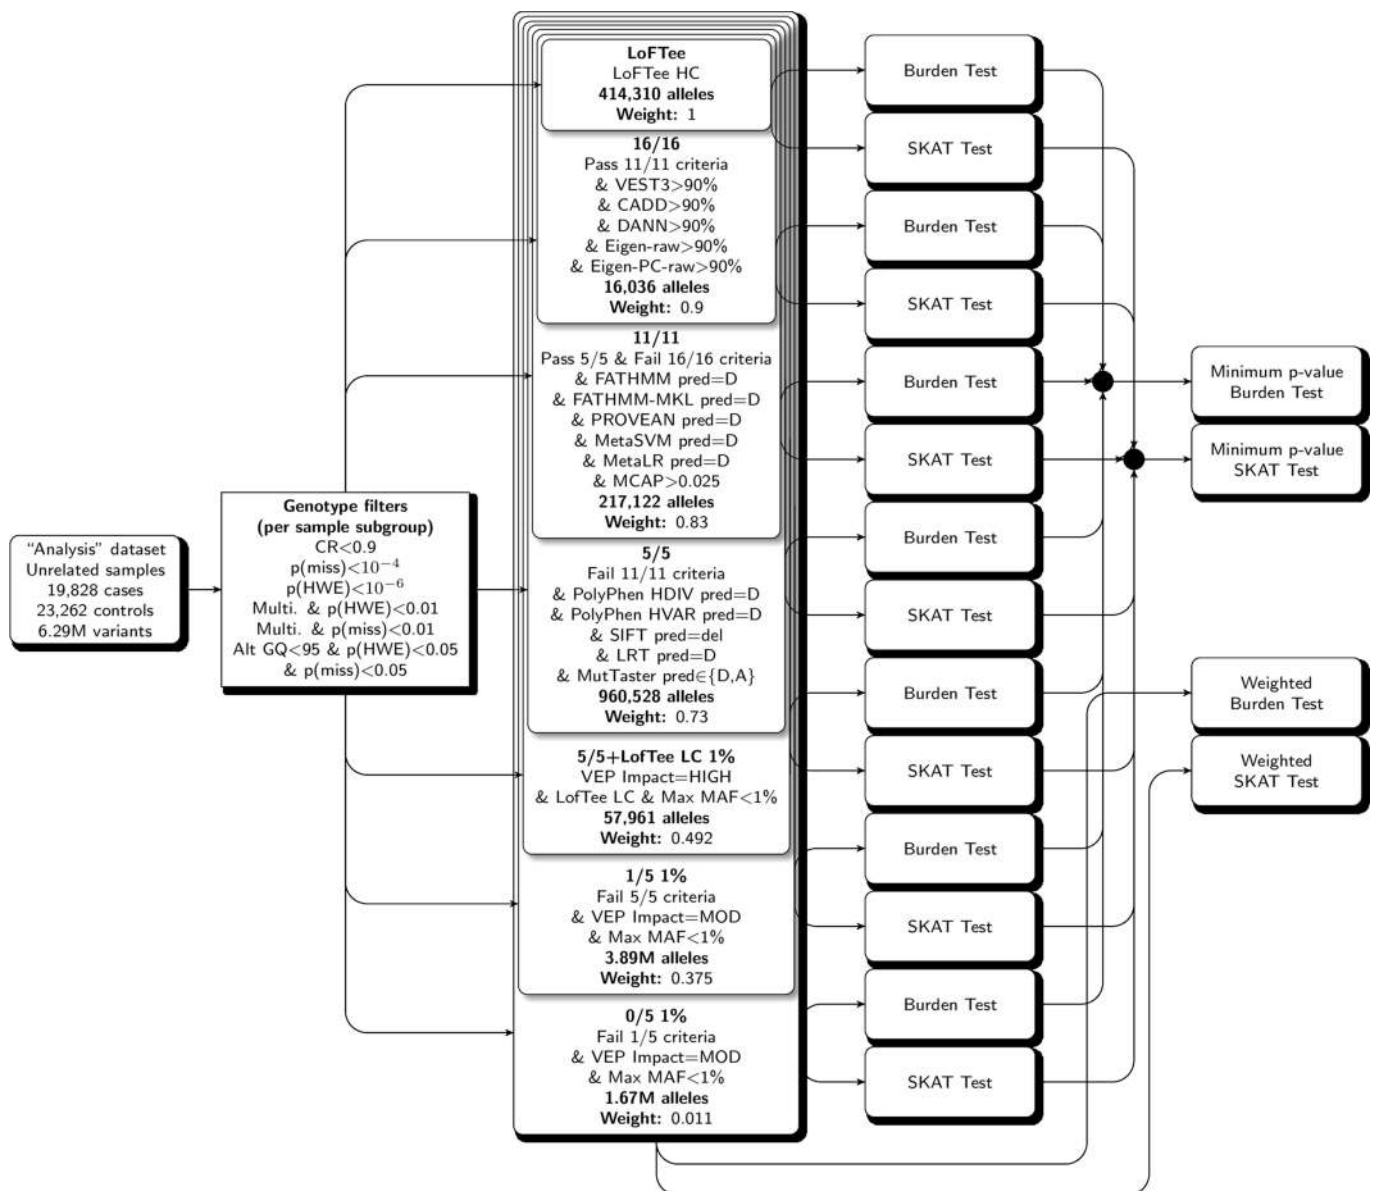 "Analysis" dataset
Unrelated samples
19,828 cases
23,262 controls
6.29M variants
Genotype filters
(per sample subgroup)
CR<0.9
p(miss)<10⁻⁴
p(HWE)<10⁻⁶
Multi. & p(HWE)<0.01
Multi. & p(miss)<0.01
Alt GQ<95 & p(HWE)<0.05
& p(miss)<0.05
LoFTee
LoFTee HC
414,310 alleles
Weight: 1
16/16
Pass 11/11 criteria
& VEST3>90%
& CADD>90%
& DANN>90%
& Eigen-raw>90%
& Eigen-PC-raw>90%
16,036 alleles
Weight: 0.9
11/11
Pass 5/5 & Fail 16/16 criteria
& FATHMM pred=D
& FATHMM-MKL pred=D
& PROVEAN pred=D
& MetaSVM pred=D
& MetaLR pred=D
& MCAP>0.025
217,122 alleles
Weight: 0.83
5/5
Fail 11/11 criteria
& PolyPhen HDIV pred=D
& PolyPhen HVAR pred=D
& SIFT pred=del
& LRT pred=D
& MutTaster pred∈{D,A}
960,528 alleles
Weight: 0.73
5/5+LofTee LC 1%
VEP Impact=HIGH
& LofTee LC & Max MAF<1%
57,961 alleles
Weight: 0.492
1/5 1%
Fail 5/5 criteria
& VEP Impact=MOD
& Max MAF<1%
3.89M alleles
Weight: 0.375
0/5 1%
Fail 1/5 criteria
& VEP Impact=MOD
& Max MAF<1%
1.67M alleles
Weight: 0.011
Burden Test
SKAT Test
Burden Test
SKAT Test
Burden Test
SKAT Test
Burden Test
SKAT Test
Burden Test
SKAT Test
Burden Test
SKAT Test
Burden Test
SKAT Test
Minimum p-value
Burden Test
Minimum p-value
SKAT Test
Weighted
Burden Test
Weighted
SKAT Test